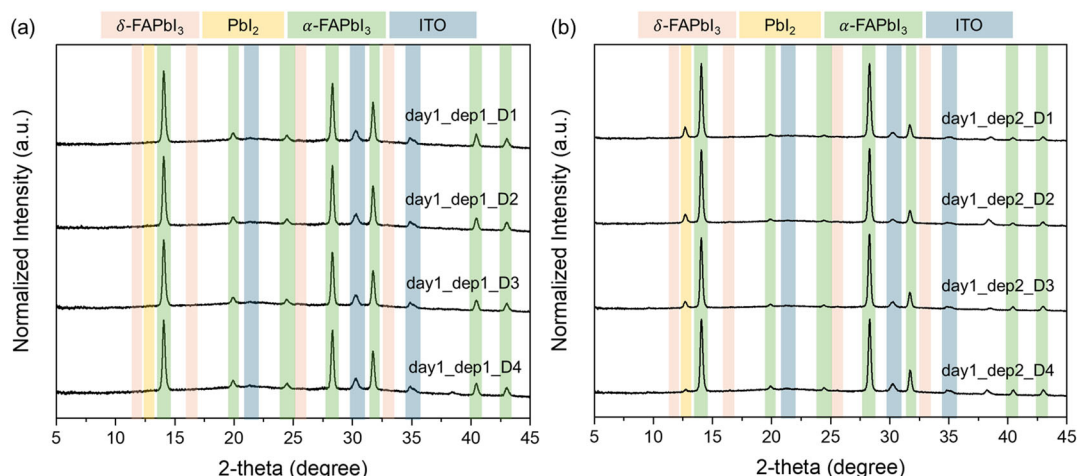 (a)
δ-FAPbI3 PbI2 α-FAPbI3 ITO
Normalized Intensity (a.u.)
day1_dep1_D1
day1_dep1_D2
day1_dep1_D3
day1_dep1_D4
5 10 15 20 25 30 35 40 45
2-theta (degree)
(b)
δ-FAPbI3 PbI2 α-FAPbI3 ITO
Normalized Intensity (a.u.)
day1_dep2_D1
day1_dep2_D2
day1_dep2_D3
day1_dep2_D4
5 10 15 20 25 30 35 40 45
2-theta (degree)